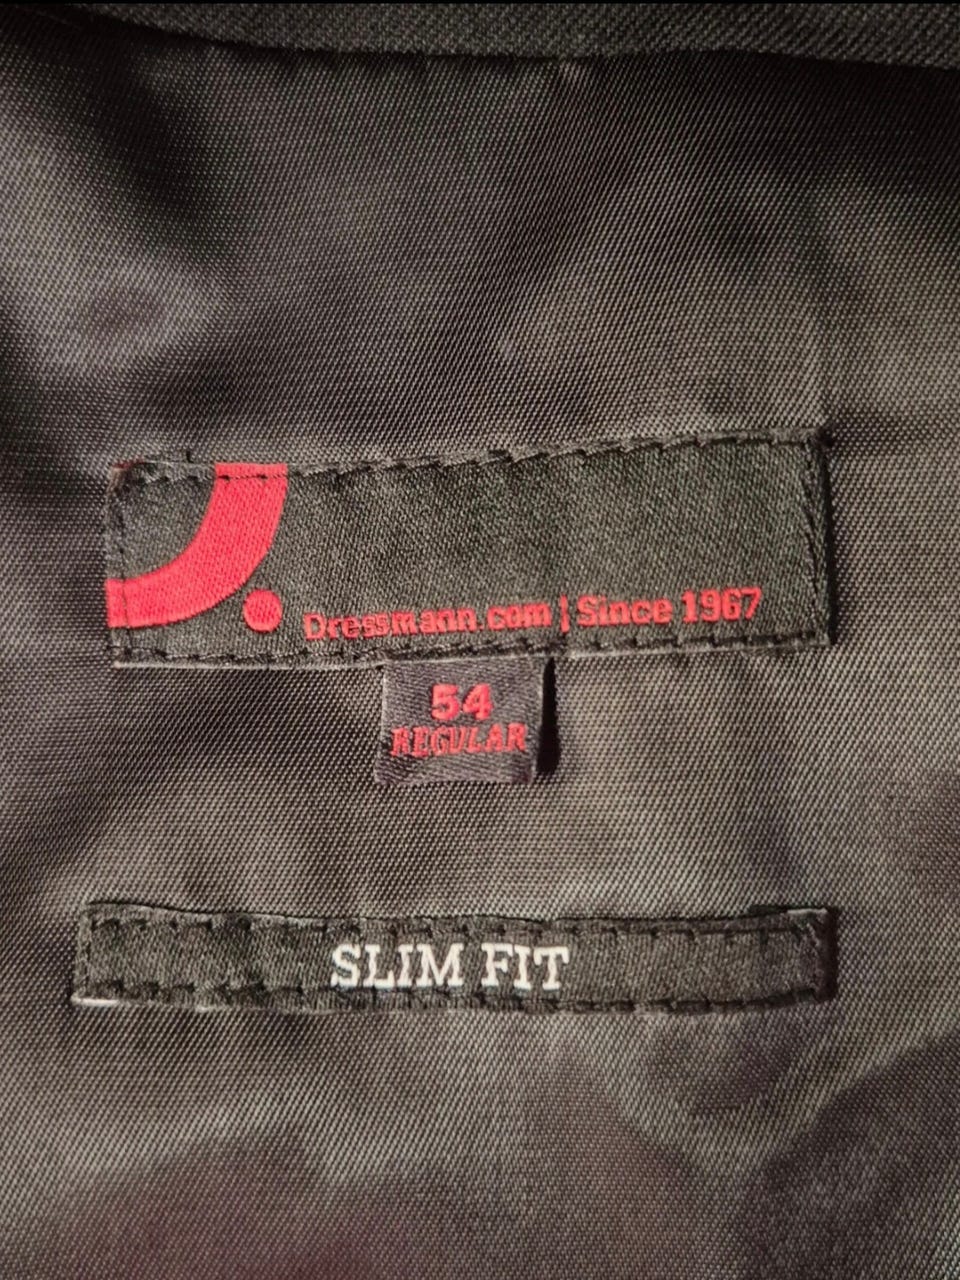 Dressmann.com | Since 1967
54
REGULAR
SLIM FIT